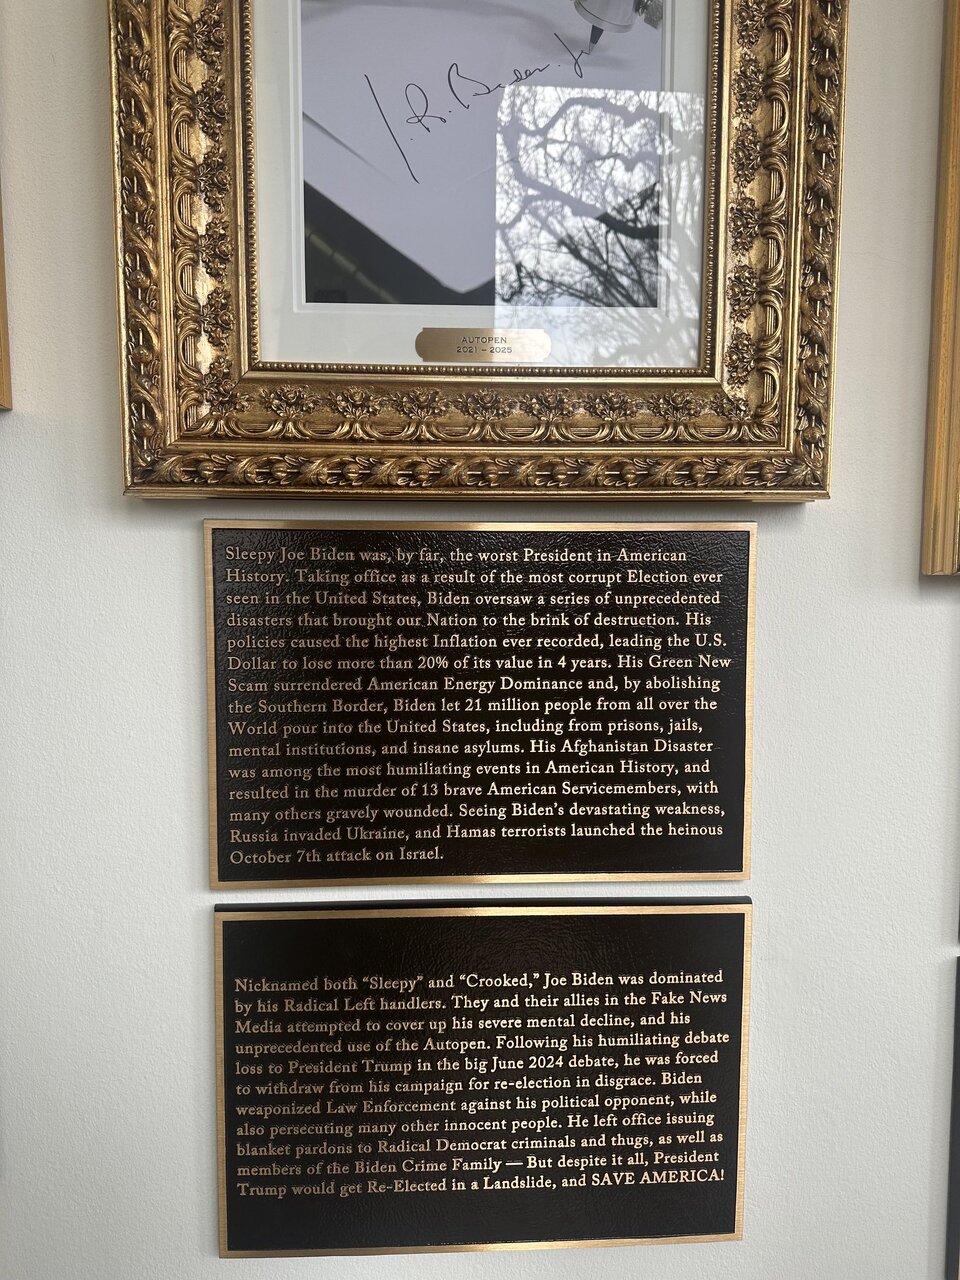 J. R. Biden Jr
AUTOPEN
2021 – 2025
Sleepy Joe Biden was, by far, the worst President in American
History. Taking office as a result of the most corrupt Election ever
seen in the United States, Biden oversaw a series of unprecedented
disasters that brought our Nation to the brink of destruction. His
policies caused the highest Inflation ever recorded, leading the U.S.
Dollar to lose more than 20% of its value in 4 years. His Green New
Scam surrendered American Energy Dominance and, by abolishing
the Southern Border, Biden let 21 million people from all over the
World pour into the United States, including from prisons, jails,
mental institutions, and insane asylums. His Afghanistan Disaster
was among the most humiliating events in American History, and
resulted in the murder of 13 brave American Servicemembers, with
many others gravely wounded. Seeing Biden's devastating weakness,
Russia invaded Ukraine, and Hamas terrorists launched the heinous
October 7th attack on Israel.
Nicknamed both “Sleepy” and “Crooked,” Joe Biden was dominated
by his Radical Left handlers. They and their allies in the Fake News
Media attempted to cover up his severe mental decline, and his
unprecedented use of the Autopen. Following his humiliating debate
loss to President Trump in the big June 2024 debate, he was forced
to withdraw from his campaign for re-election in disgrace. Biden
weaponized Law Enforcement against his political opponent, while
also persecuting many other innocent people. He left office issuing
blanket pardons to Radical Democrat criminals and thugs, as well as
members of the Biden Crime Family — But despite it all, President
Trump would get Re-Elected in a Landslide, and SAVE AMERICA!